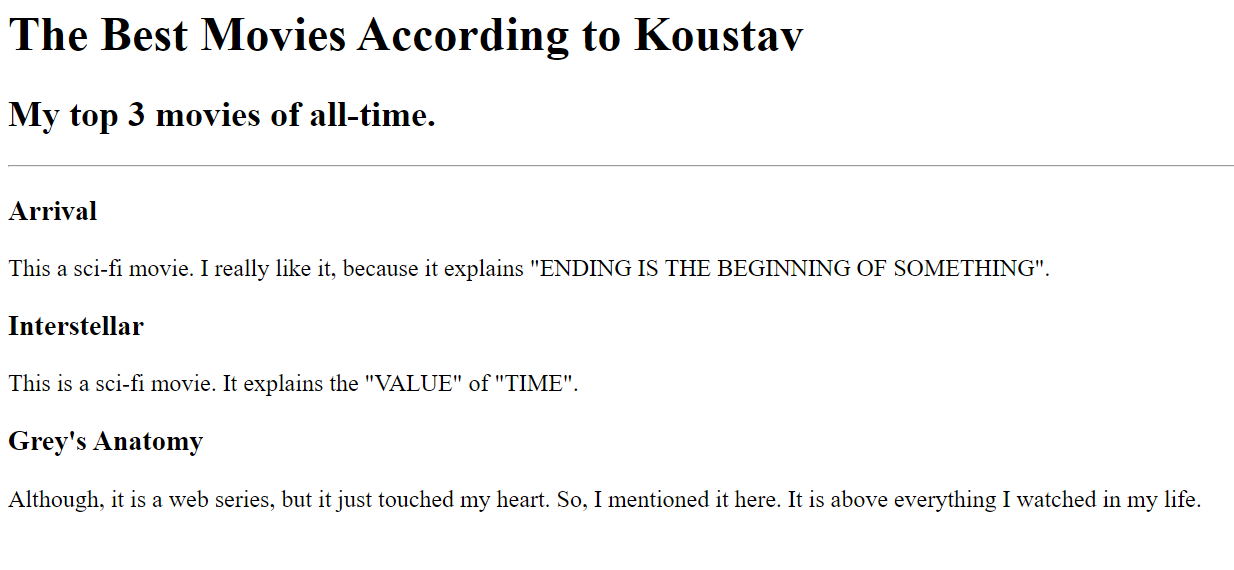 The Best Movies According to Koustav
My top 3 movies of all-time.
Arrival
This a sci-fi movie. I really like it, because it explains "ENDING IS THE BEGINNING OF SOMETHING".
Interstellar
This is a sci-fi movie. It explains the "VALUE" of "TIME".
Grey's Anatomy
Although, it is a web series, but it just touched my heart. So, I mentioned it here. It is above everything I watched in my life.